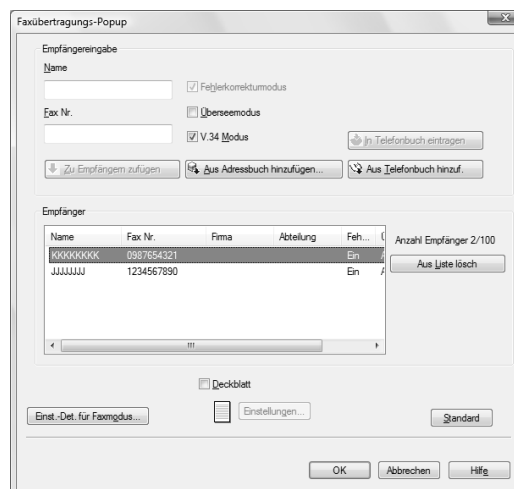 Faxübertragungs-Popup
Empfängereingabe
Name
Fehlerkorrekturmodus
Fax Nr.
Überseemodus
V.34 Modus
In Telefonbuch eintragen
Zu Empfängern zufügen
Aus Adressbuch hinzufügen...
Aus Telefonbuch hinzuf.
Empfänger
Name Fax Nr. Firma Abteilung Feh...
Anzahl Empfänger 2/100
KKKKKKKK 0987654321 Ein
JJJJJJJJ 1234567890 Ein
Aus Liste lösch
Deckblatt
Einst.-Det. für Faxmodus...
Einstellungen...
Standard
OK Abbrechen Hilfe